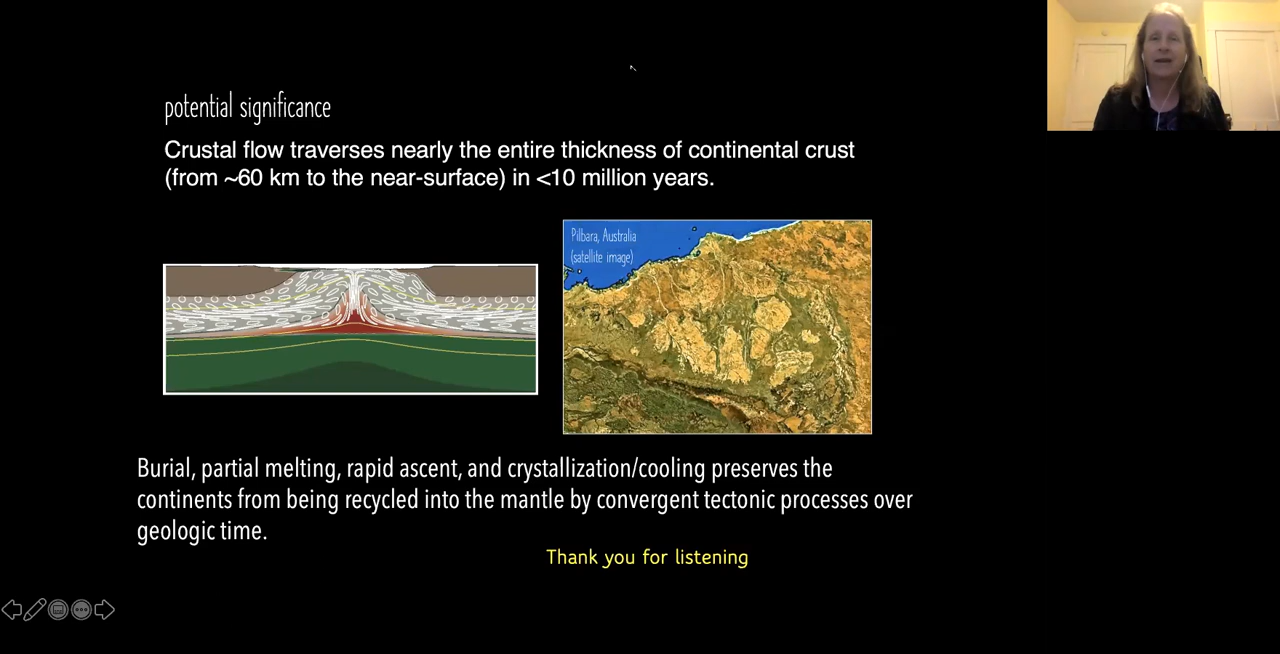 potential significance
Crustal flow traverses nearly the entire thickness of continental crust
(from ~60 km to the near-surface) in <10 million years.
Pilbara, Australia
(satellite image)
Burial, partial melting, rapid ascent, and crystallization/cooling preserves the
continents from being recycled into the mantle by convergent tectonic processes over
geologic time.
Thank you for listening